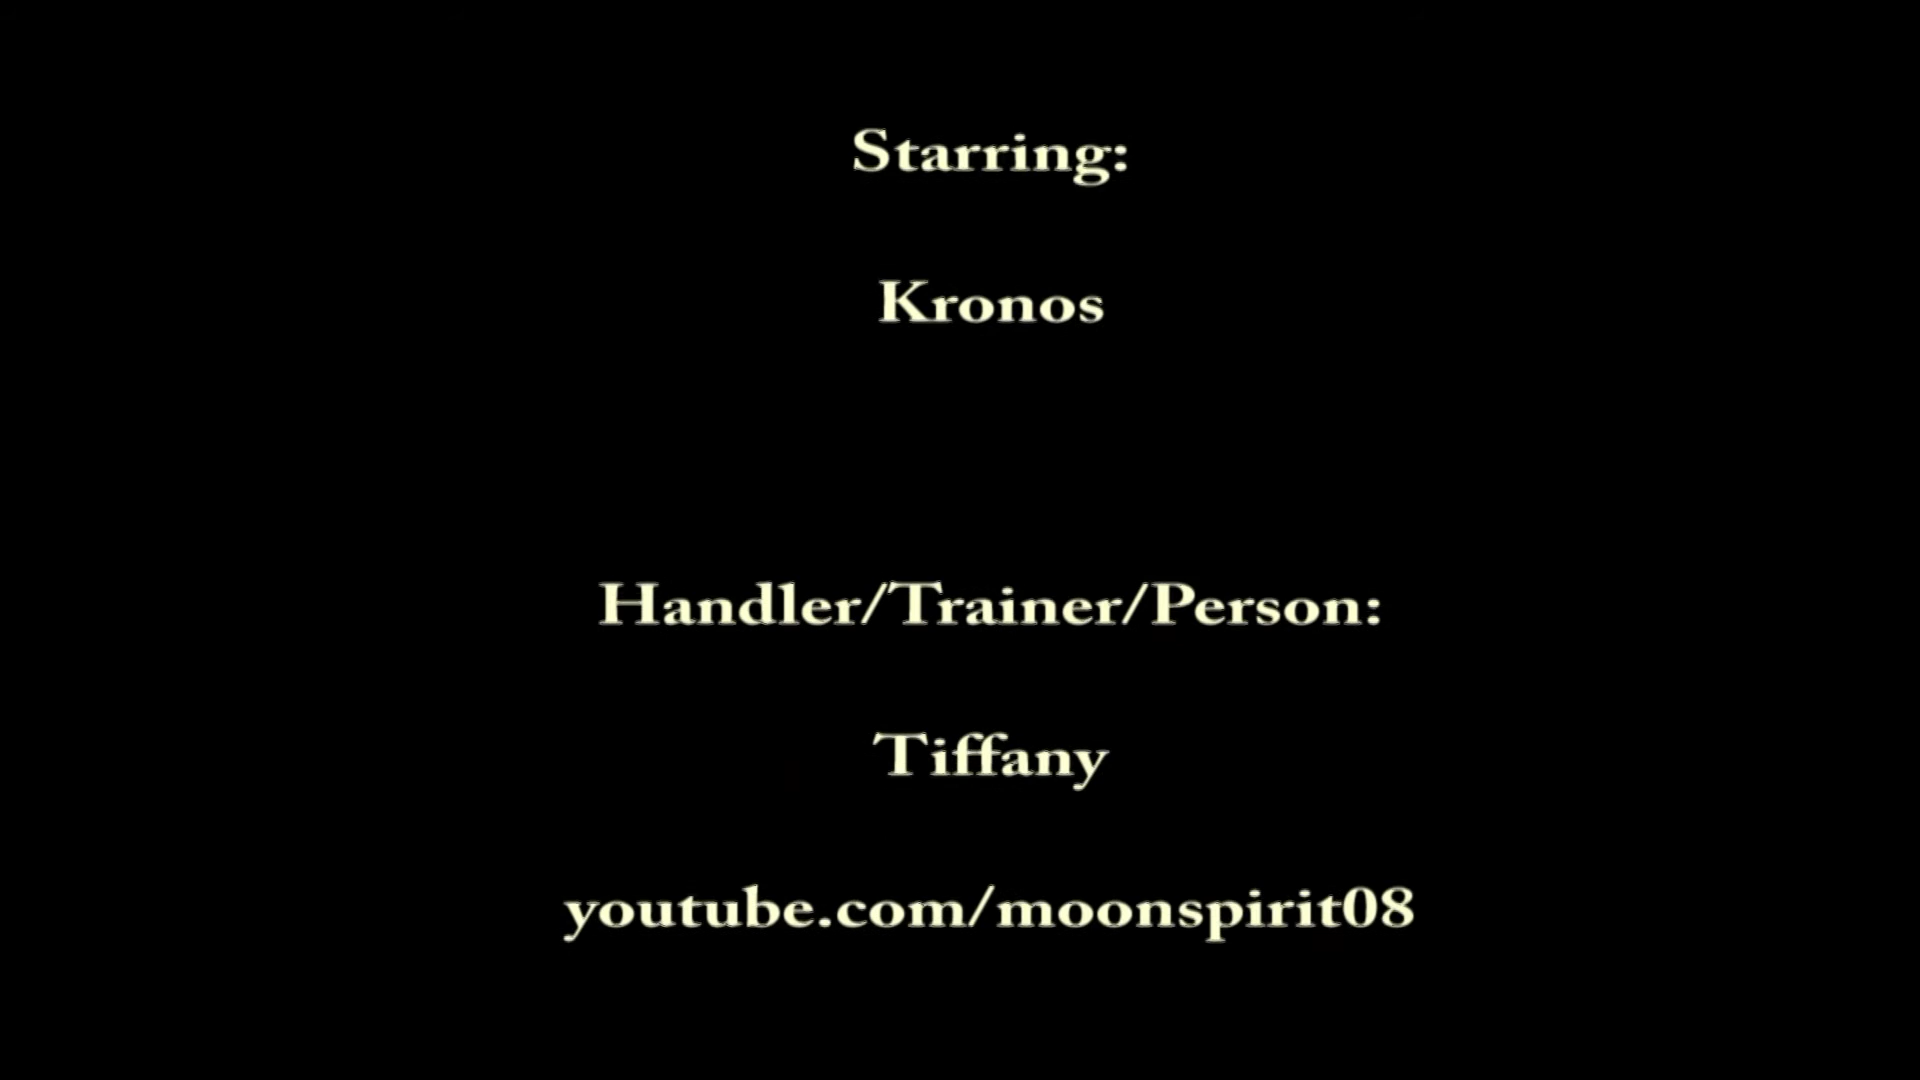 Starring:
Kronos
Handler/Trainer/Person:
Tiffany
youtube.com/moonspirit08